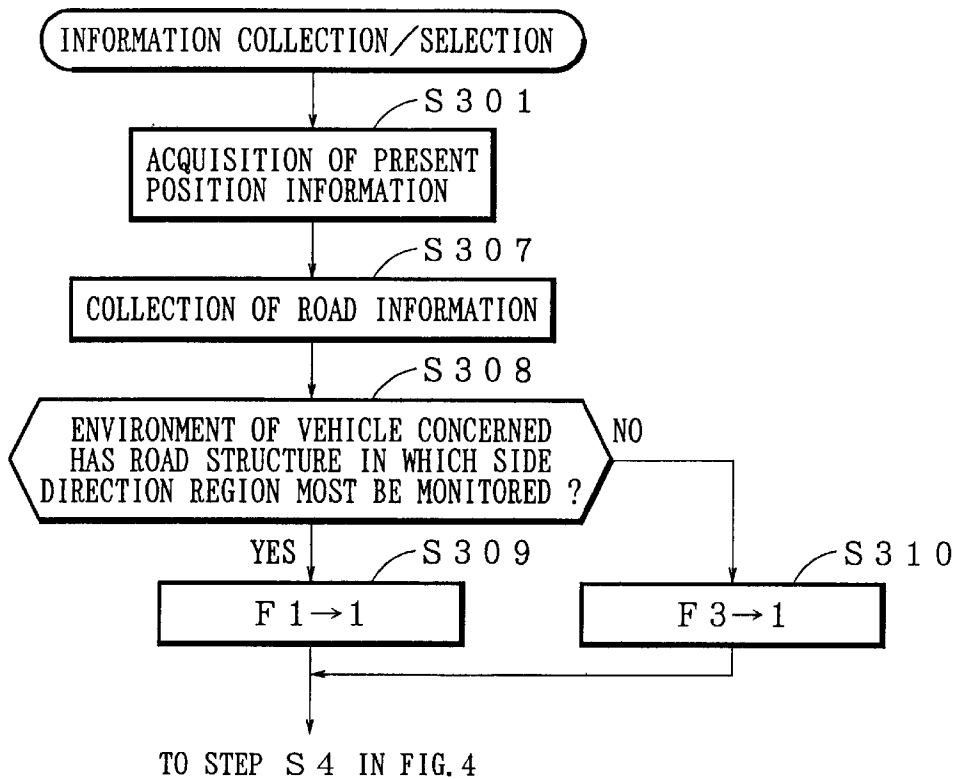 INFORMATION COLLECTION/SELECTION
S301
ACQUISITION OF PRESENT
POSITION INFORMATION
S307
COLLECTION OF ROAD INFORMATION
S308
ENVIRONMENT OF VEHICLE CONCERNED
HAS ROAD STRUCTURE IN WHICH SIDE
DIRECTION REGION MOST BE MONITORED ?
NO
YES
S309
F1→1
S310
F3→1
TO STEP S4 IN FIG.4